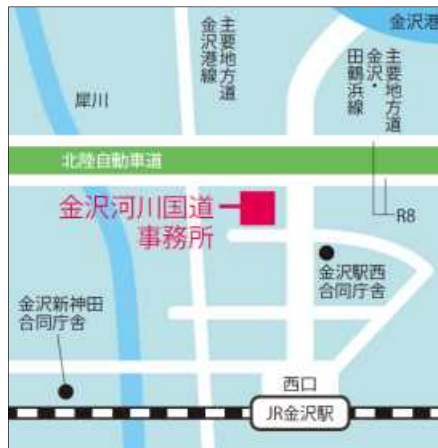 金沢港
主要地方道
金沢港線
主要地方道
金沢・
田鶴浜線
犀川
北陸自動車道
金沢河川国道
事務所
R8
金沢駅西
合同庁舎
金沢新神田
合同庁舎
西口
JR金沢駅